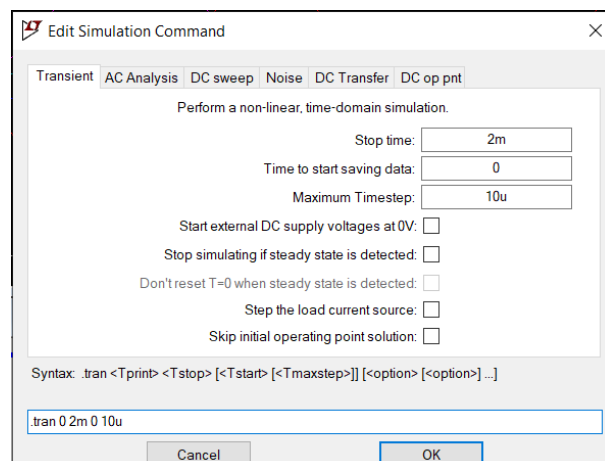 Edit Simulation Command
Transient AC Analysis DC sweep Noise DC Transfer DC op pnt
Perform a non-linear, time-domain simulation.
Stop time: 2m
Time to start saving data: 0
Maximum Timestep: 10u
Start external DC supply voltages at 0V:
Stop simulating if steady state is detected:
Don't reset T=0 when steady state is detected:
Step the load current source:
Skip initial operating point solution:
Syntax: .tran <Tprint> <Tstop> [<Tstart> [<Tmaxstep>]] [<option> [<option>] ...]
.tran 0 2m 0 10u
Cancel OK